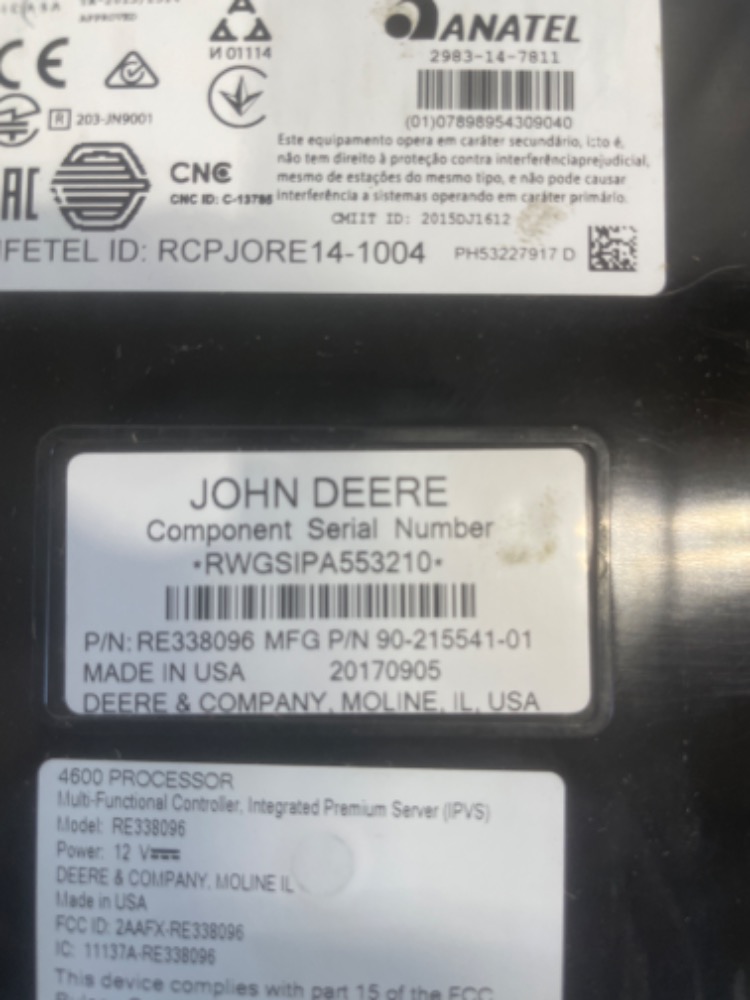 APPROVED
CE
И 01114
ANATEL
2983-14-7811
R 203-JN9001
(01)07898954309040
Este equipamento opera em caráter secundário, isto é,
não tem direito à proteção contra interferênciaprejudicial,
mesmo de estações do mesmo tipo, e não pode causar
interferência a sistemas operando em caráter primário.
CNC
CNC ID: C-13786
CMIIT ID: 2015DJ1612
IFETEL ID: RCPJORE14-1004
PH53227917 D
JOHN DEERE
Component Serial Number
*RWGSIPA553210*
P/N: RE338096 MFG P/N 90-215541-01
MADE IN USA 20170905
DEERE & COMPANY, MOLINE, IL, USA
4600 PROCESSOR
Multi-Functional Controller, Integrated Premium Server (IPVS)
Model: RE338096
Power: 12 V
DEERE & COMPANY, MOLINE IL
Made in USA
FCC ID: 2AAFX-RE338096
IC: 11137A-RE338096
This device complies with part 15 of the FCC